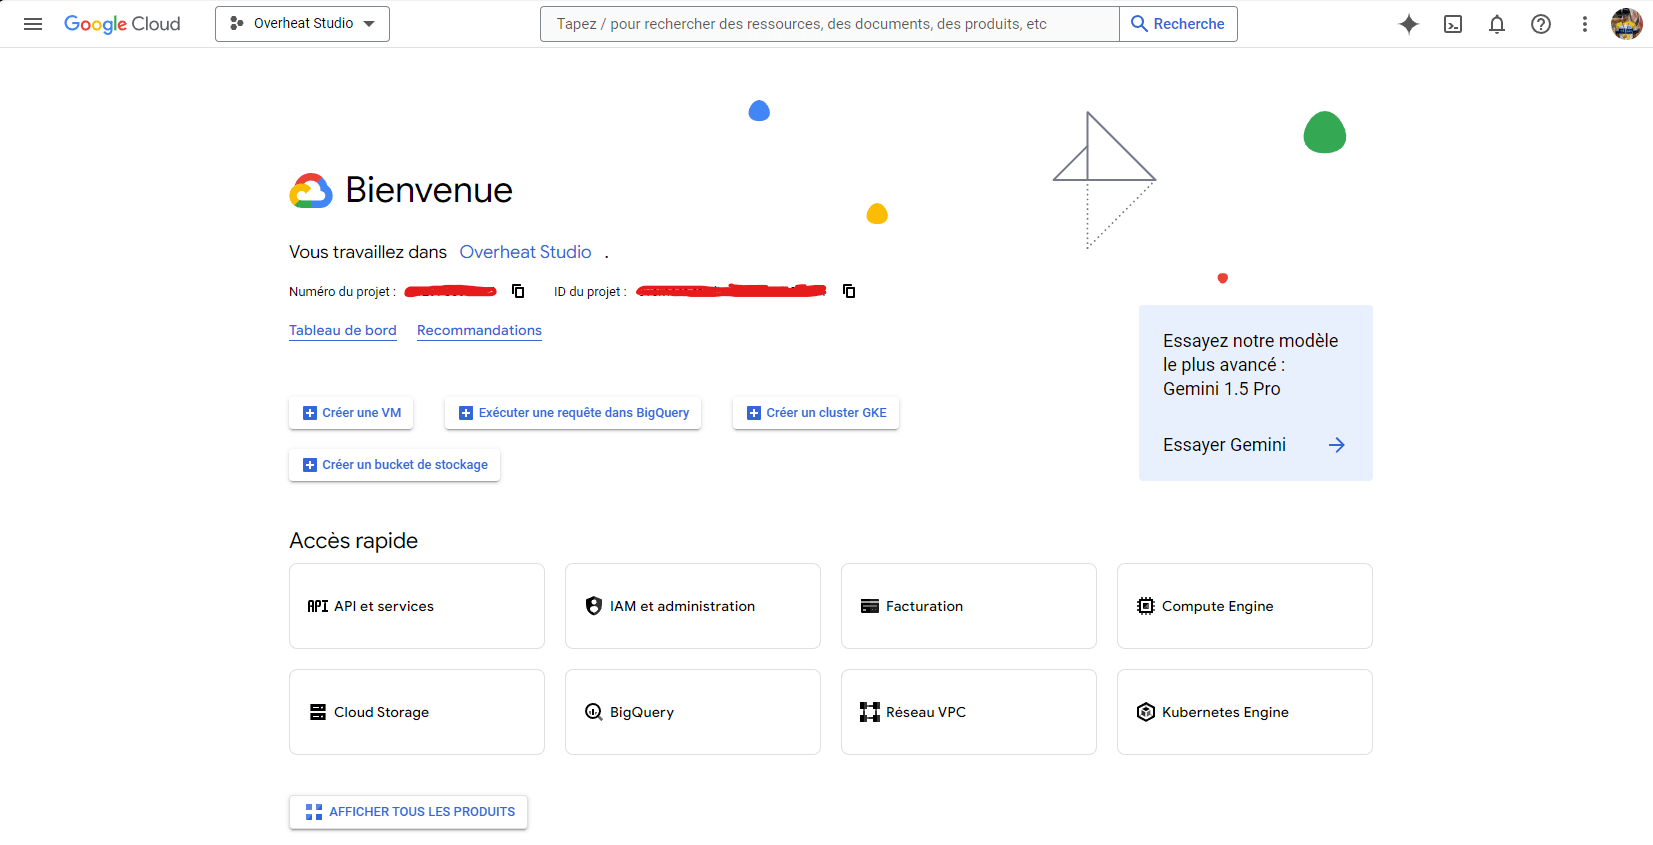 Google Cloud
Overheat Studio
Tapez / pour rechercher des ressources, des documents, des produits, etc
Recherche
Bienvenue
Vous travaillez dans Overheat Studio .
Numéro du projet :
ID du projet :
Tableau de bord
Recommandations
Essayez notre modèle
le plus avancé :
Gemini 1.5 Pro
Essayer Gemini
Créer une VM
Exécuter une requête dans BigQuery
Créer un cluster GKE
Créer un bucket de stockage
Accès rapide
API API et services
IAM et administration
Facturation
Compute Engine
Cloud Storage
BigQuery
Réseau VPC
Kubernetes Engine
AFFICHER TOUS LES PRODUITS